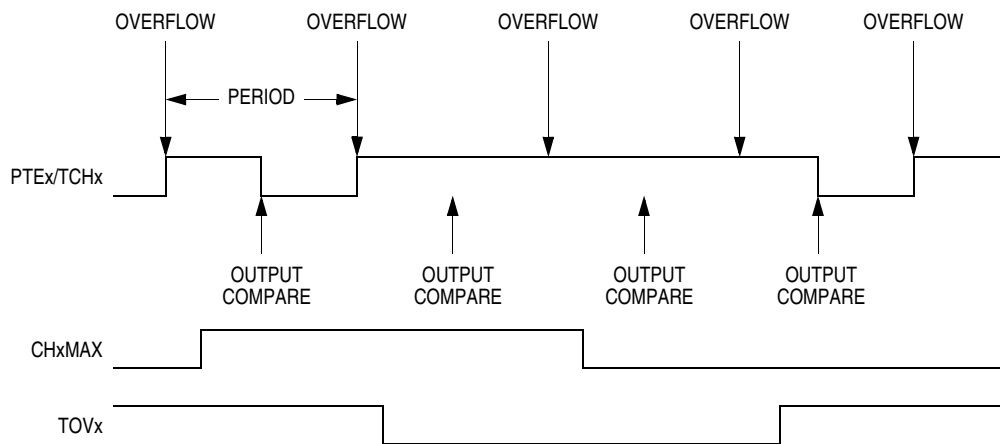 OVERFLOW OVERFLOW OVERFLOW OVERFLOW OVERFLOW
PERIOD
PTEx/TCHx
OUTPUT OUTPUT OUTPUT OUTPUT
COMPARE COMPARE COMPARE COMPARE
CHxMAX
TOVx